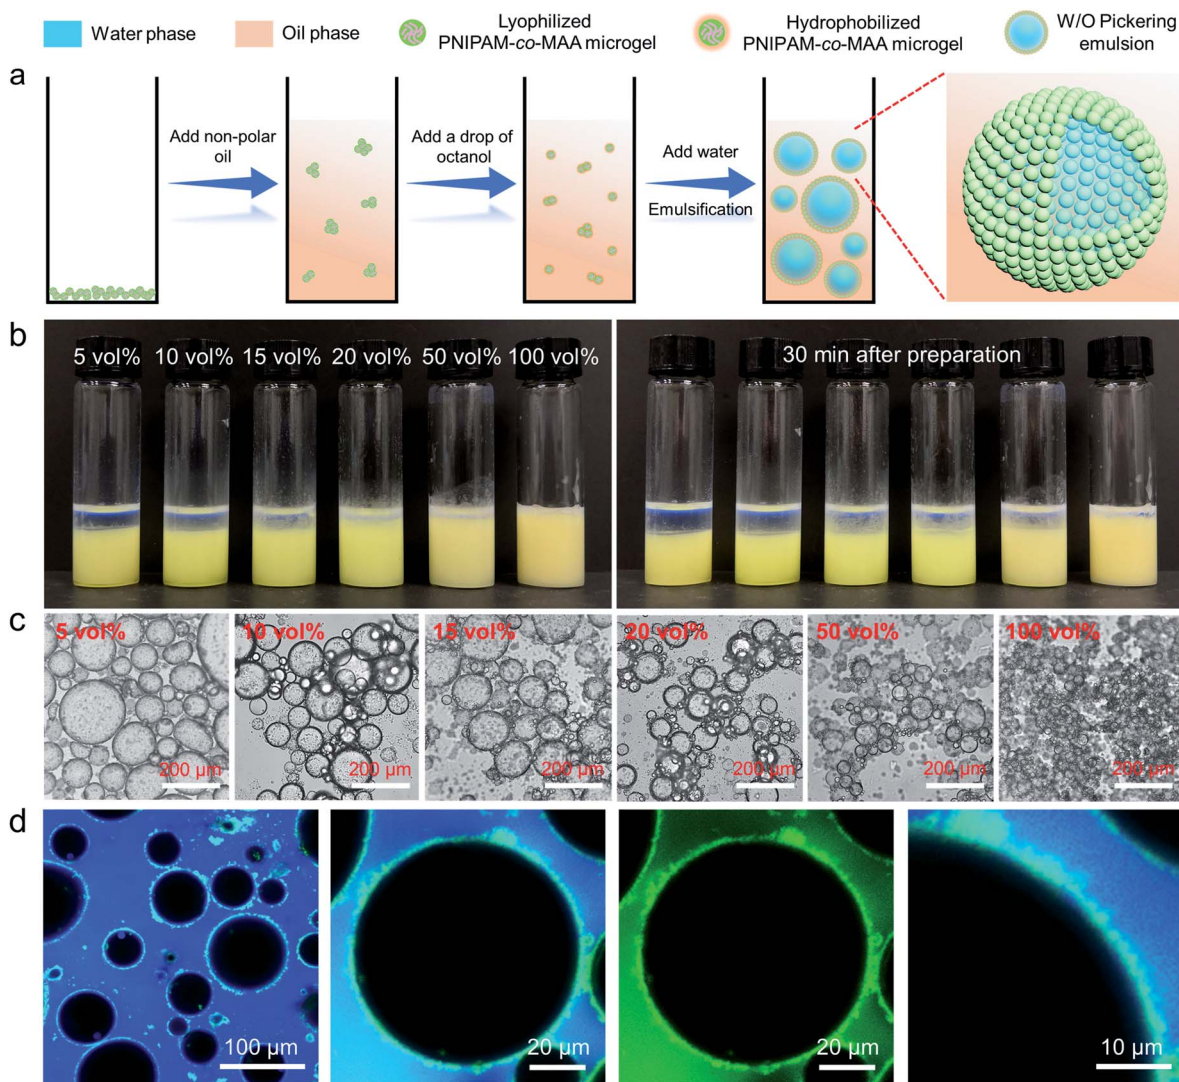 Water phase
Oil phase
Lyophilized
PNIPAM-co-MAA microgel
Hydrophobilized
PNIPAM-co-MAA microgel
W/O Pickering
emulsion
a
Add non-polar
oil
Add a drop of
octanol
Add water
Emulsification
b
5 vol% 10 vol% 15 vol% 20 vol% 50 vol% 100 vol%
30 min after preparation
c
5 vol% 10 vol% 15 vol% 20 vol% 50 vol% 100 vol%
200 μm 200 μm 200 μm 200 μm 200 μm 200 μm
d
100 μm 20 μm 20 μm 10 μm